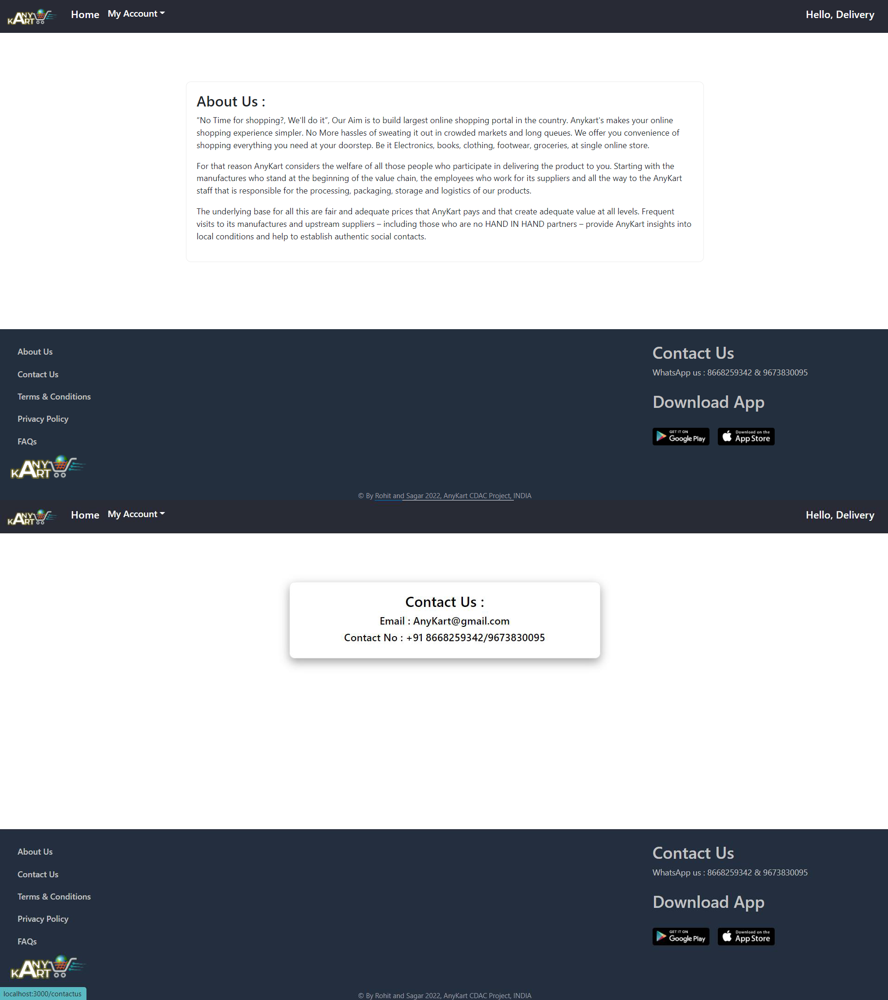 ANY KART Home My Account Hello, Delivery
About Us :
“No Time for shopping?, We'll do it”, Our Aim is to build largest online shopping portal in the country. Anykart's makes your online
shopping experience simpler. No More hassles of sweating it out in crowded markets and long queues. We offer you convenience of
shopping everything you need at your doorstep. Be it Electronics, books, clothing, footwear, groceries, at single online store.
For that reason AnyKart considers the welfare of all those people who participate in delivering the product to you. Starting with the
manufactures who stand at the beginning of the value chain, the employees who work for its suppliers and all the way to the AnyKart
staff that is responsible for the processing, packaging, storage and logistics of our products.
The underlying base for all this are fair and adequate prices that AnyKart pays and that create adequate value at all levels. Frequent
visits to its manufactures and upstream suppliers – including those who are no HAND IN HAND partners – provide AnyKart insights into
local conditions and help to establish authentic social contacts.
About Us
Contact Us
Terms & Conditions
Privacy Policy
FAQs
ANY KART
Contact Us
WhatsApp us : 8668259342 & 9673830095
Download App
GET IT ON Google Play Download on the App Store
© By Rohit and Sagar 2022, AnyKart CDAC Project, INDIA
ANY KART Home My Account Hello, Delivery
Contact Us :
Email : AnyKart@gmail.com
Contact No : +91 8668259342/9673830095
About Us
Contact Us
Terms & Conditions
Privacy Policy
FAQs
ANY KART
Contact Us
WhatsApp us : 8668259342 & 9673830095
Download App
GET IT ON Google Play Download on the App Store
localhost:3000/contactus
© By Rohit and Sagar 2022, AnyKart CDAC Project, INDIA